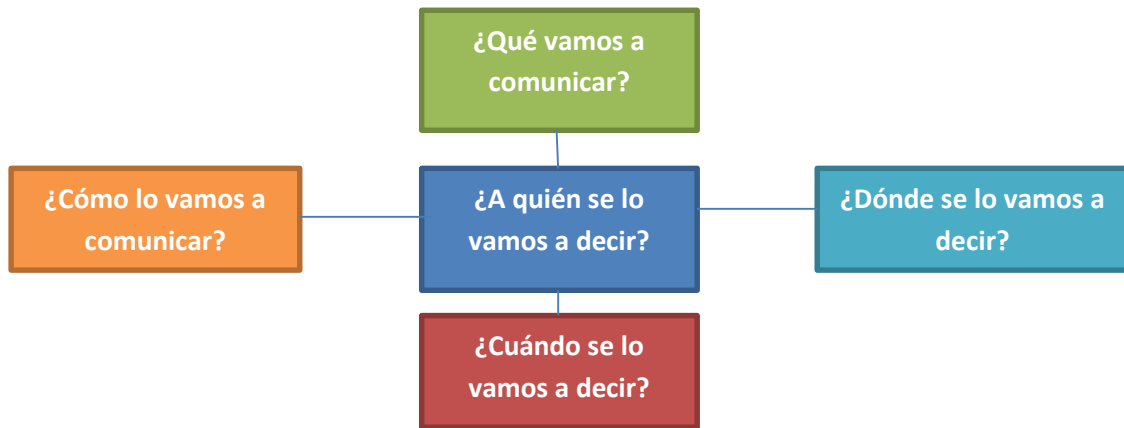 ¿Qué vamos a
comunicar?
¿Cómo lo vamos a
comunicar?
¿A quién se lo
vamos a decir?
¿Dónde se lo vamos a
decir?
¿Cuándo se lo
vamos a decir?